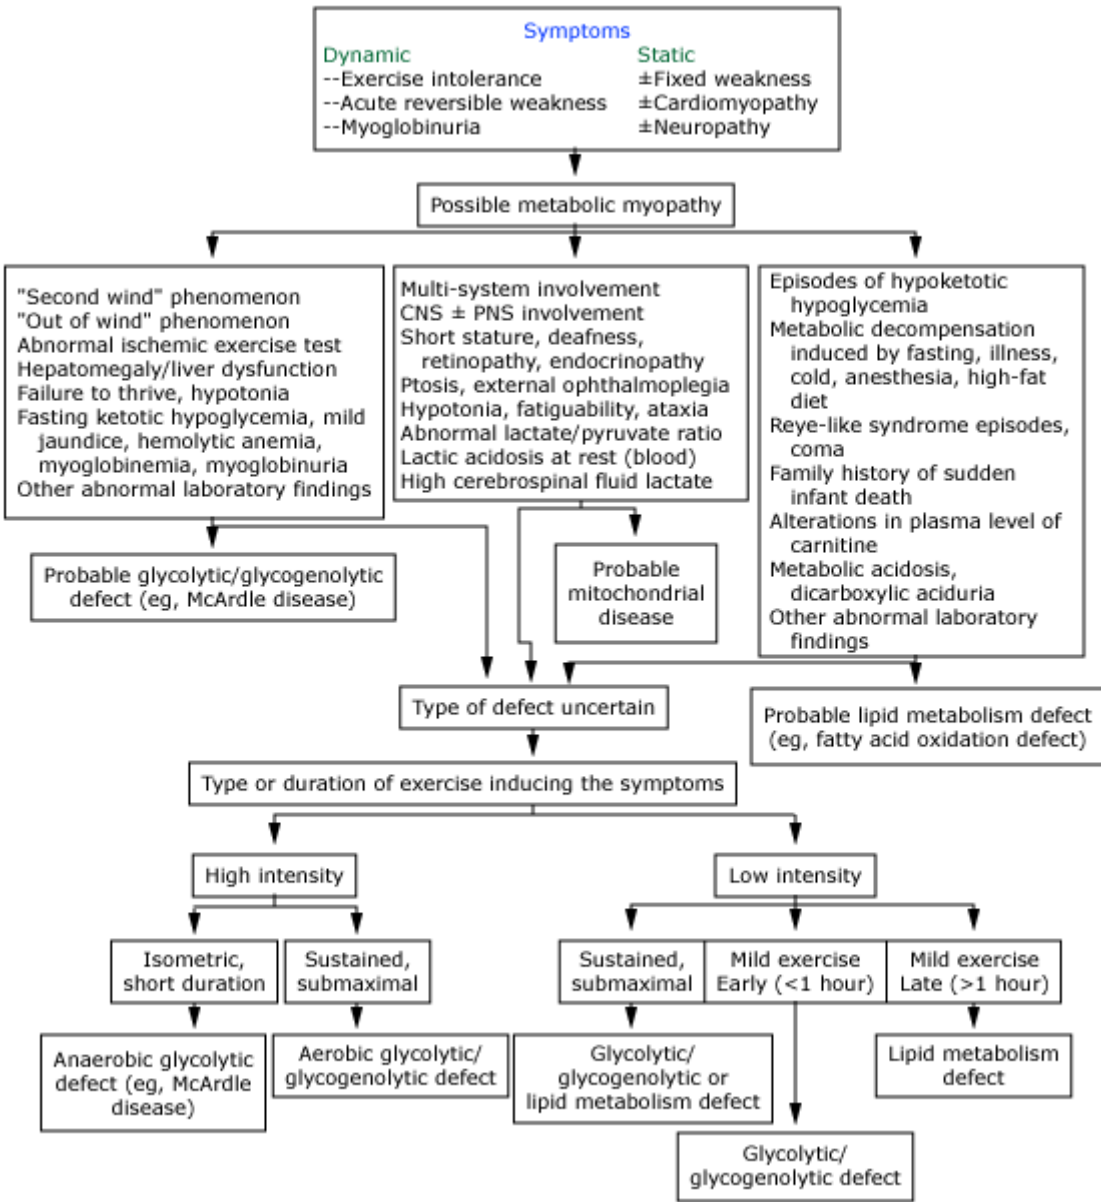 Symptoms
Dynamic
--Exercise intolerance
--Acute reversible weakness
--Myoglobinuria
Static
±Fixed weakness
±Cardiomyopathy
±Neuropathy
Possible metabolic myopathy
"Second wind" phenomenon
"Out of wind" phenomenon
Abnormal ischemic exercise test
Hepatomegaly/liver dysfunction
Failure to thrive, hypotonia
Fasting ketotic hypoglycemia, mild
jaundice, hemolytic anemia,
myoglobinemia, myoglobinuria
Other abnormal laboratory findings
Multi-system involvement
CNS ± PNS involvement
Short stature, deafness,
retinopathy, endocrinopathy
Ptosis, external ophthalmoplegia
Hypotonia, fatiguability, ataxia
Abnormal lactate/pyruvate ratio
Lactic acidosis at rest (blood)
High cerebrospinal fluid lactate
Episodes of hypoketotic
hypoglycemia
Metabolic decompensation
induced by fasting, illness,
cold, anesthesia, high-fat
diet
Reye-like syndrome episodes,
coma
Family history of sudden
infant death
Alterations in plasma level of
carnitine
Metabolic acidosis,
dicarboxylic aciduria
Other abnormal laboratory
findings
Probable glycolytic/glycogenolytic
defect (eg, McArdle disease)
Probable
mitochondrial
disease
Type of defect uncertain
Probable lipid metabolism defect
(eg, fatty acid oxidation defect)
Type or duration of exercise inducing the symptoms
High intensity
Low intensity
Isometric,
short duration
Sustained,
submaximal
Sustained,
submaximal
Mild exercise
Early (<1 hour)
Mild exercise
Late (>1 hour)
Anaerobic glycolytic
defect (eg, McArdle
disease)
Aerobic glycolytic/
glycogenolytic defect
Glycolytic/
glycogenolytic or
lipid metabolism defect
Lipid metabolism
defect
Glycolytic/
glycogenolytic defect